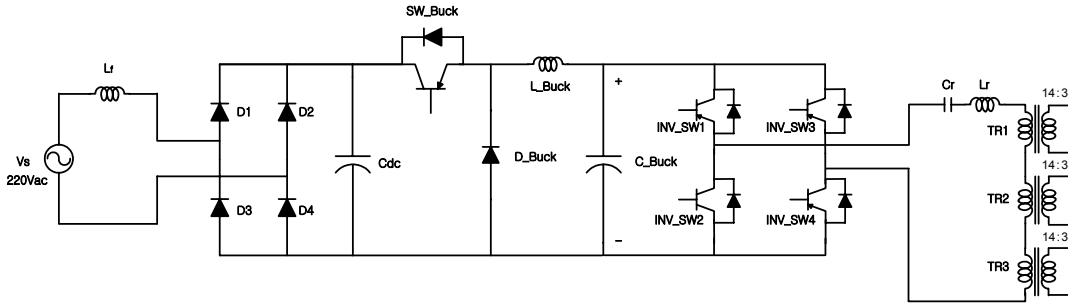 SW_Buck
Lf
L_Buck
+
Cr
Lr
14:3
D1
D2
INV_SW1
INV_SW3
TR1
Vs
220Vac
Cdc
D_Buck
C_Buck
14:3
D3
D4
INV_SW2
INV_SW4
TR2
−
14:3
TR3